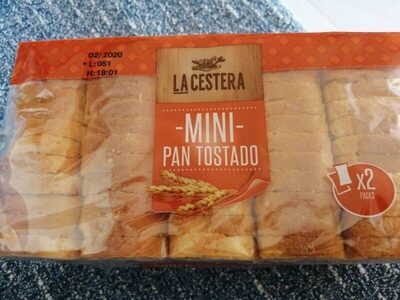 02/2020
* L: 051
H: 18:01
LA CESTERA
-MINI-
PAN TOSTADO
X2
PACKS